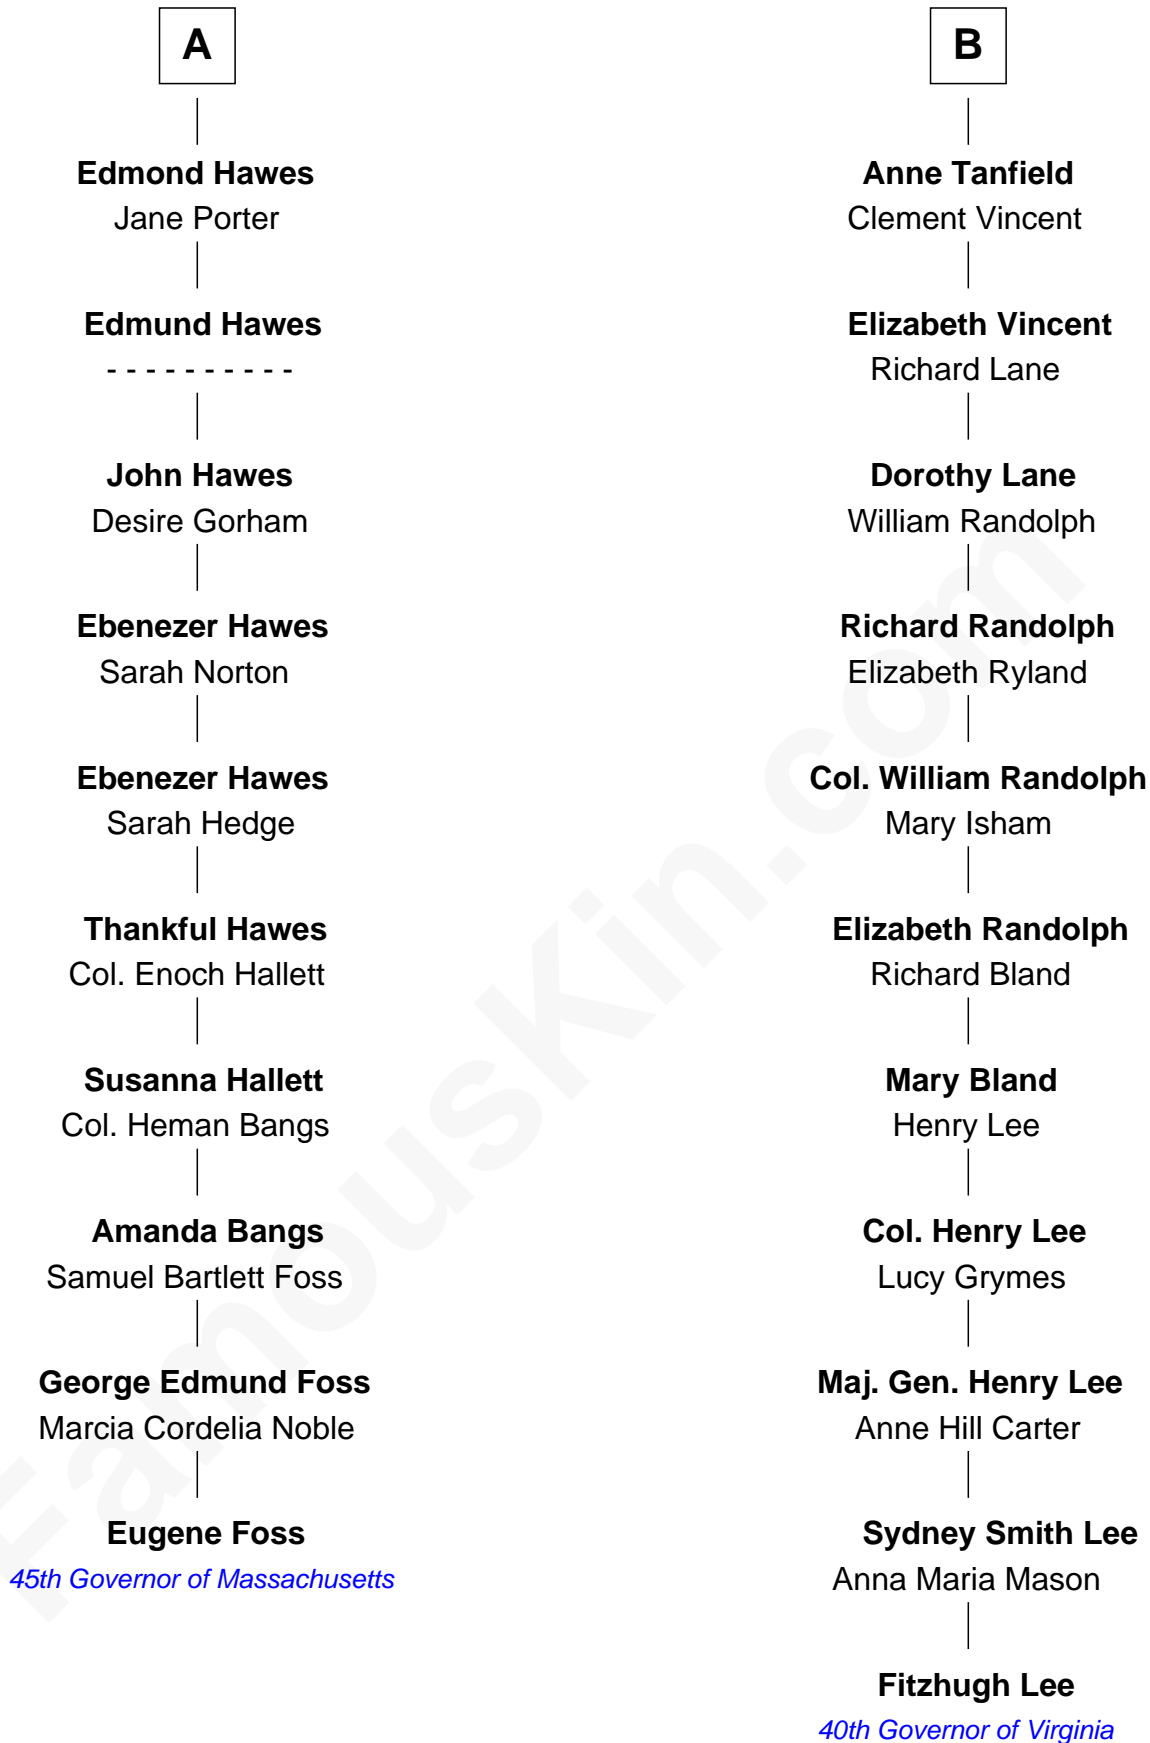 A
Edmond Hawes
Jane Porter
Edmund Hawes
- - - - - - - - - -
John Hawes
Desire Gorham
Ebenezer Hawes
Sarah Norton
Ebenezer Hawes
Sarah Hedge
Thankful Hawes
Col. Enoch Hallett
Susanna Hallett
Col. Heman Bangs
Amanda Bangs
Samuel Bartlett Foss
George Edmund Foss
Marcia Cordelia Noble
Eugene Foss
45th Governor of Massachusetts
B
Anne Tanfield
Clement Vincent
Elizabeth Vincent
Richard Lane
Dorothy Lane
William Randolph
Richard Randolph
Elizabeth Ryland
Col. William Randolph
Mary Isham
Elizabeth Randolph
Richard Bland
Mary Bland
Henry Lee
Col. Henry Lee
Lucy Grymes
Maj. Gen. Henry Lee
Anne Hill Carter
Sydney Smith Lee
Anna Maria Mason
Fitzhugh Lee
40th Governor of Virginia
FamousKin.com